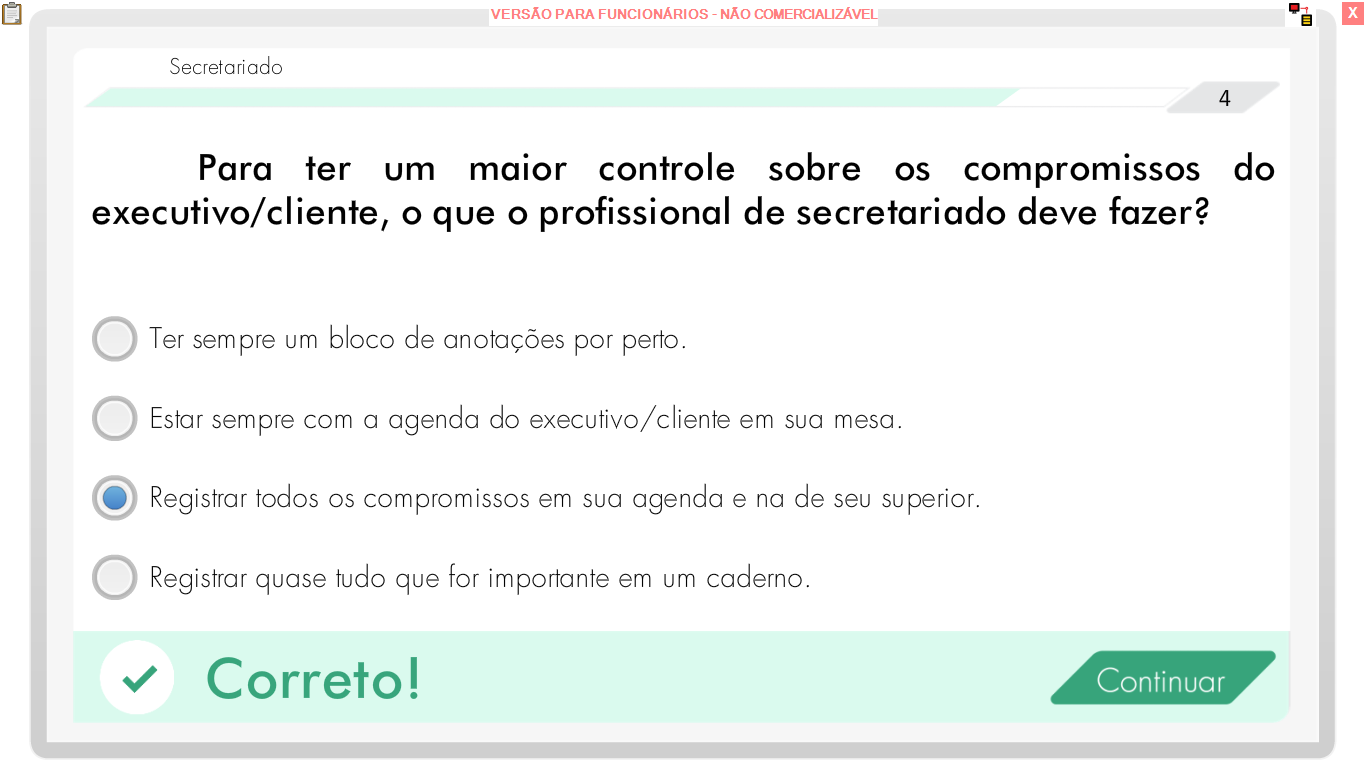 VERSÃO PARA FUNCIONÁRIOS - NÃO COMERCIALIZÁVEL
X
Secretariado
4
Para ter um maior controle sobre os compromissos do
executivo/cliente, o que o profissional de secretariado deve fazer?
Ter sempre um bloco de anotações por perto.
Estar sempre com a agenda do executivo/cliente em sua mesa.
Registrar todos os compromissos em sua agenda e na de seu superior.
Registrar quase tudo que for importante em um caderno.
Correto!
Continuar